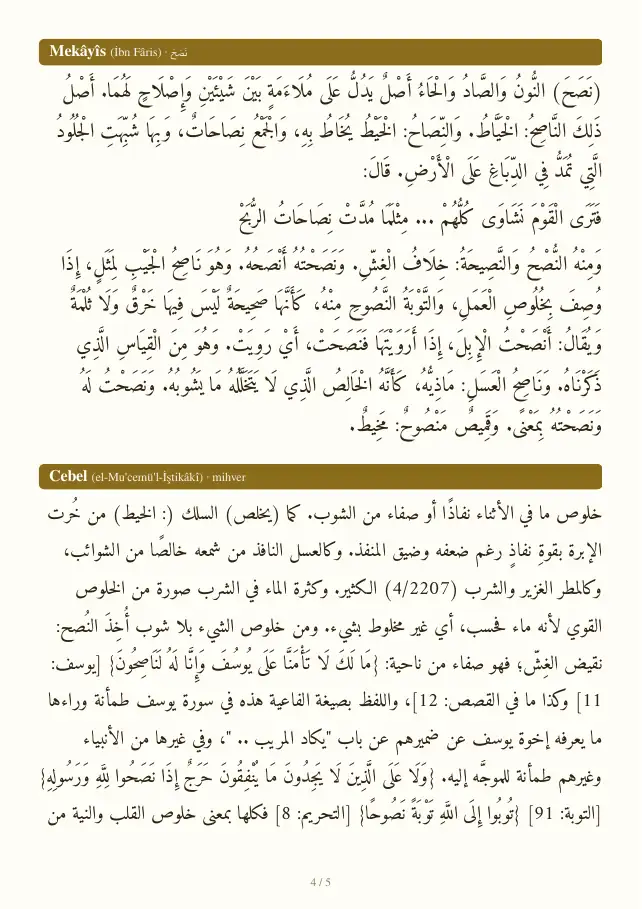 Mekâyîs (İbn Fâris) · نَصَحَ
(نَصَحَ) النُّونُ وَالصَّادُ وَالْحَاءُ أَصْلٌ يَدُلُّ عَلَى مُلَاءَمَةٍ بَيْنَ شَيْئَيْنِ وَإِصْلَاحٍ لَهُمَا. أَصْلُ
ذَلِكَ النَّاصِحُ: الْخَيَّاطُ. وَالنِّصَاحُ: الْخَيْطُ يُخَاطُ بِهِ، وَالْجَمْعُ نِصَاحَاتٌ، وَبِهَا شُبِّهَتِ الْجُلُودُ
الَّتِي تُمَدُّ فِي الدِّبَاغِ عَلَى الْأَرْضِ. قَالَ:
فَتَرَى الْقَوْمَ نَشَاوَى كُلُّهُمْ ... مِثْلَمَا مُدَّتْ نِصَاحَاتُ الرُّبَحْ
وَمِنْهُ النُّصْحُ وَالنَّصِيحَةُ: خِلَافُ الْغِشِّ. وَنَصَحْتُهُ أَنْصَحُهُ. وَهُوَ نَاصِحُ الْجَيْبِ لِمَثَلٍ، إِذَا
وُصِفَ بِخُلُوصِ الْعَمَلِ، وَالتَّوْبَةُ النَّصُوحِ مِنْهُ، كَأَنَّهَا صَحِيحَةٌ لَيْسَ فِيهَا خَرْقٌ وَلَا ثُلْمَةٌ
وَيُقَالُ: أَنْصَحْتُ الْإِبِلَ، إِذَا أَرَوَيْتَهَا فَنَصَحَتْ، أَيْ رَوِيَتْ. وَهُوَ مِنَ الْقِيَاسِ الَّذِي
ذَكَرْنَاهُ. وَنَاصِحُ الْعَسَلِ: مَاذِيُّهُ، كَأَنَّهُ الْخَالِصُ الَّذِي لَا يَتَخَلَّلُهُ مَا يَشُوبُهُ. وَنَصَحْتُ لَهُ
وَنَصَحْتُهُ بِمَعْنًى. وَقَمِيصٌ مَنْصُوحٌ: مَخِيطٌ.
Cebel (el-Mu'cemü'l-İştikâkî) · mihver
خلوص ما في الأثناء نفاذًا أو صفاء من الشوب. كما (يخلص) السلك (: الخيط) من خُرت
الإبرة بقوةِ نفاذٍ رغم ضعفه وضيق المنفذ. وكالعسل النافذ من شمعه خالصًا من الشوائب،
وكالمطر الغزير والشرب (4/2207) الكثير. وكثرة الماء في الشرب صورة من الخلوص
القوي لأنه ماء فحسب، أي غير مخلوط بشيء. ومن خلوص الشيء بلا شوب أُخِذَ النُصح:
نقيض الغِشّ؛ فهو صفاء من ناحية: {مَا لَكَ لَا تَأْمَنَّا عَلَى يُوسُفَ وَإِنَّا لَهُ لَنَاصِحُونَ} [يوسف:
11] وكذا ما في القصص: 12]، واللفظ بصيغة الفاعلية هذه في سورة يوسف طمأنة وراءها
ما يعرفه إخوة يوسف عن ضميرهم عن باب "يكاد المريب .. "، وفي غيرها من الأنبياء
وغيرهم طمأنة للموجَّه إليه. {وَلَا عَلَى الَّذِينَ لَا يَجِدُونَ مَا يُنْفِقُونَ حَرَجٌ إِذَا نَصَحُوا لِلَّهِ وَرَسُولِهِ}
[التوبة: 91] {تُوبُوا إِلَى اللَّهِ تَوْبَةً نَصُوحًا} [التحريم: 8] فكلها بمعنى خلوص القلب والنية من
4 / 5